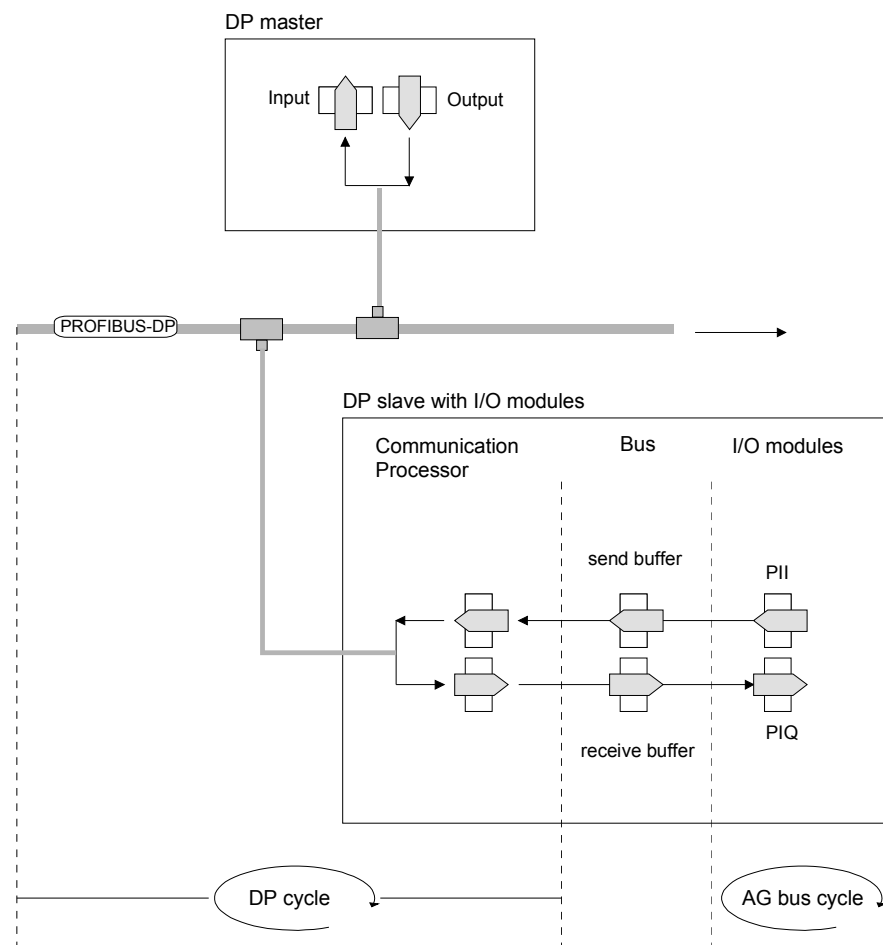 DP master
Input
Output
PROFIBUS-DP
DP slave with I/O modules
Communication
Processor
Bus
I/O modules
send buffer
PII
receive buffer
PIQ
DP cycle
AG bus cycle